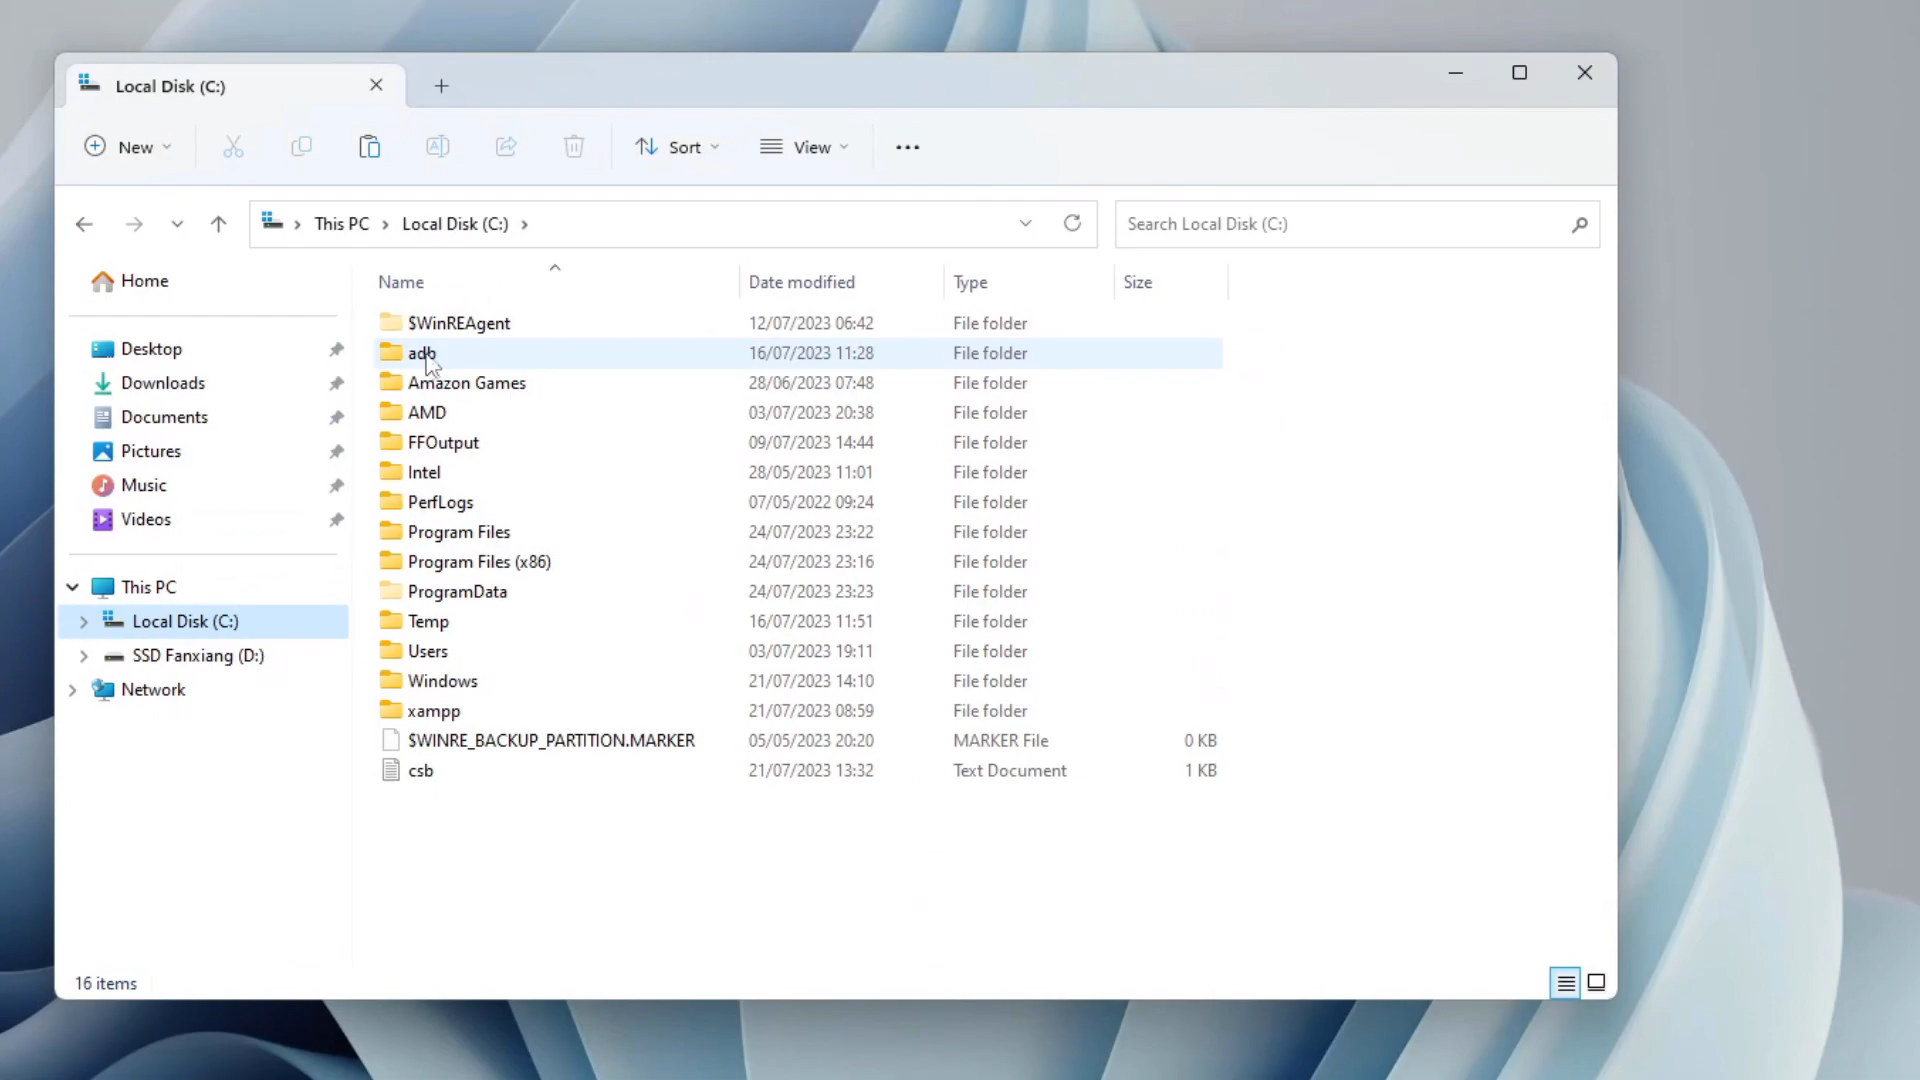 Local Disk (C:)
New
Sort
View
This PC
Local Disk (C:)
Search Local Disk (C:)
Home
Desktop
Downloads
Documents
Pictures
Music
Videos
This PC
Local Disk (C:)
SSD Fanxiang (D:)
Network
Name Date modified Type Size
$WinREAgent 12/07/2023 06:42 File folder
adb 16/07/2023 11:28 File folder
Amazon Games 28/06/2023 07:48 File folder
AMD 03/07/2023 20:38 File folder
FFOutput 09/07/2023 14:44 File folder
Intel 28/05/2023 11:01 File folder
PerfLogs 07/05/2022 09:24 File folder
Program Files 24/07/2023 23:22 File folder
Program Files (x86) 24/07/2023 23:16 File folder
ProgramData 24/07/2023 23:23 File folder
Temp 16/07/2023 11:51 File folder
Users 03/07/2023 19:11 File folder
Windows 21/07/2023 14:10 File folder
xampp 21/07/2023 08:59 File folder
$WINRE_BACKUP_PARTITION.MARKER 05/05/2023 20:20 MARKER File 0 KB
csb 21/07/2023 13:32 Text Document 1 KB
16 items